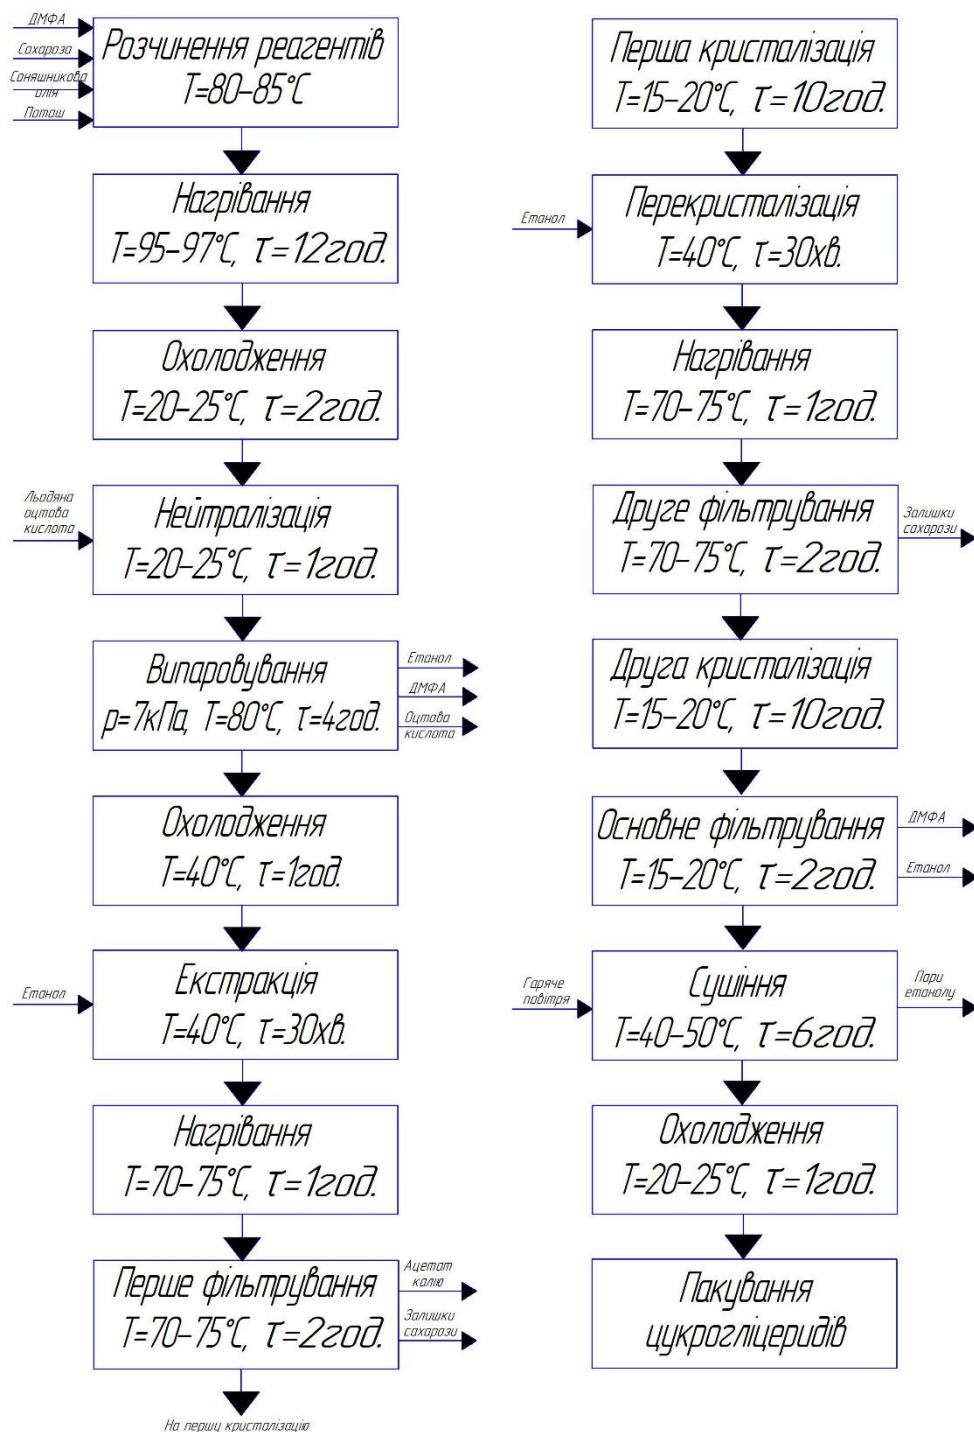 ДМФА
Сахароза
Соняшникова
олія
Поташ
Розчинення реагентів
T=80-85°C
Нагрівання
T=95-97°C, τ=12год.
Охолодження
T=20-25°C, τ=2год.
Льодяна
оцтова
кислота
Нейтралізація
T=20-25°C, τ=1год.
Випаровування
p=7кПа, T=80°C, τ=4год.
Етанол
ДМФА
Оцтова
кислота
Охолодження
T=40°C, τ=1год.
Етанол
Екстракція
T=40°C, τ=30хв.
Нагрівання
T=70-75°C, τ=1год.
Перше фільтрування
T=70-75°C, τ=2год.
Ацетат
калію
Залишки
сахарози
На першу кристалізацію
Перша кристалізація
T=15-20°C, τ=10год.
Етанол
Перекристалізація
T=40°C, τ=30хв.
Нагрівання
T=70-75°C, τ=1год.
Друге фільтрування
T=70-75°C, τ=2год.
Залишки
сахарози
Друга кристалізація
T=15-20°C, τ=10год.
Основне фільтрування
T=15-20°C, τ=2год.
ДМФА
Етанол
Гаряче
повітря
Сушіння
T=40-50°C, τ=6год.
Пари
етанолу
Охолодження
T=20-25°C, τ=1год.
Пакування
цукрогліцеридів